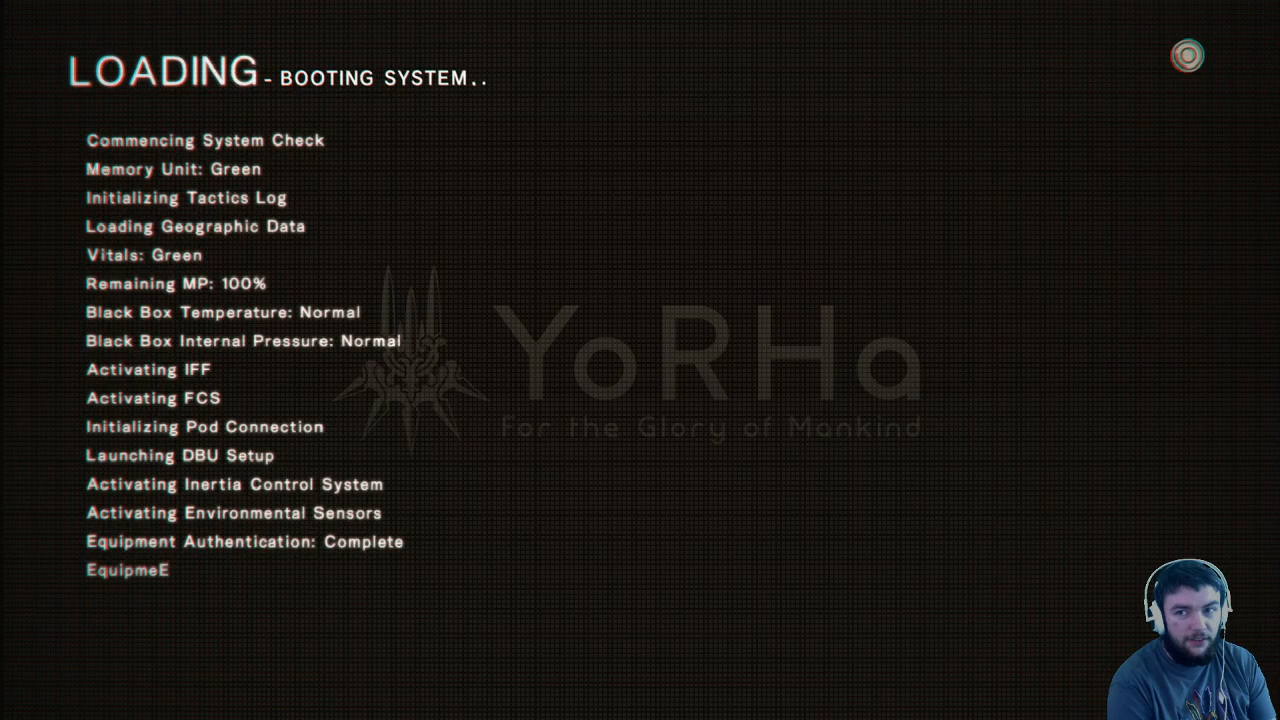 LOADING - BOOTING SYSTEM..
Commencing System Check
Memory Unit: Green
Initializing Tactics Log
Loading Geographic Data
Vitals: Green
Remaining MP: 100%
Black Box Temperature: Normal
Black Box Internal Pressure: Normal
Activating IFF
Activating FCS
Initializing Pod Connection
Launching DBU Setup
Activating Inertia Control System
Activating Environmental Sensors
Equipment Authentication: Complete
EquipmeE
YoRHa
For the Glory of Mankind